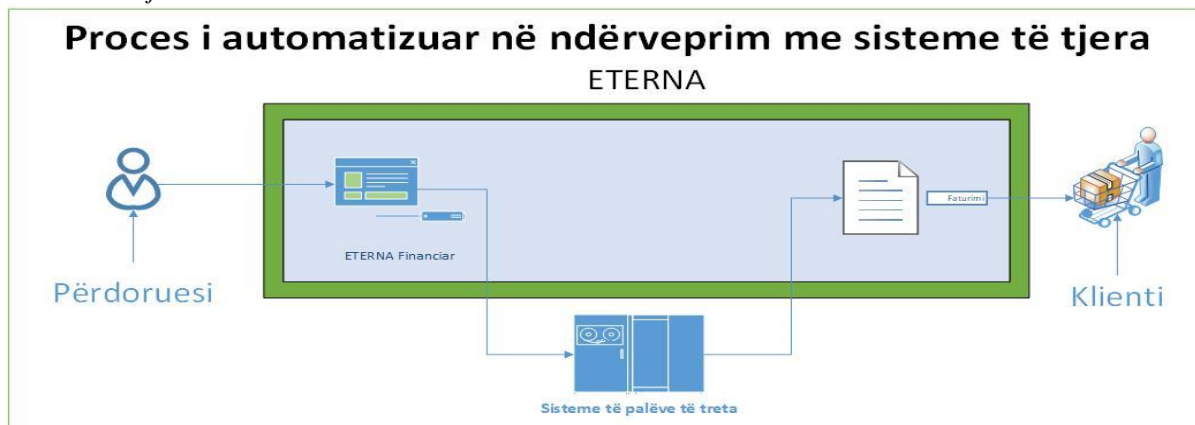 Proces i automatizuar në ndërveprim me sisteme të tjera
ETERNA
Faturimi
ETERNA Financiar
Përdoruesi
Klienti
Sisteme të palëve të treta